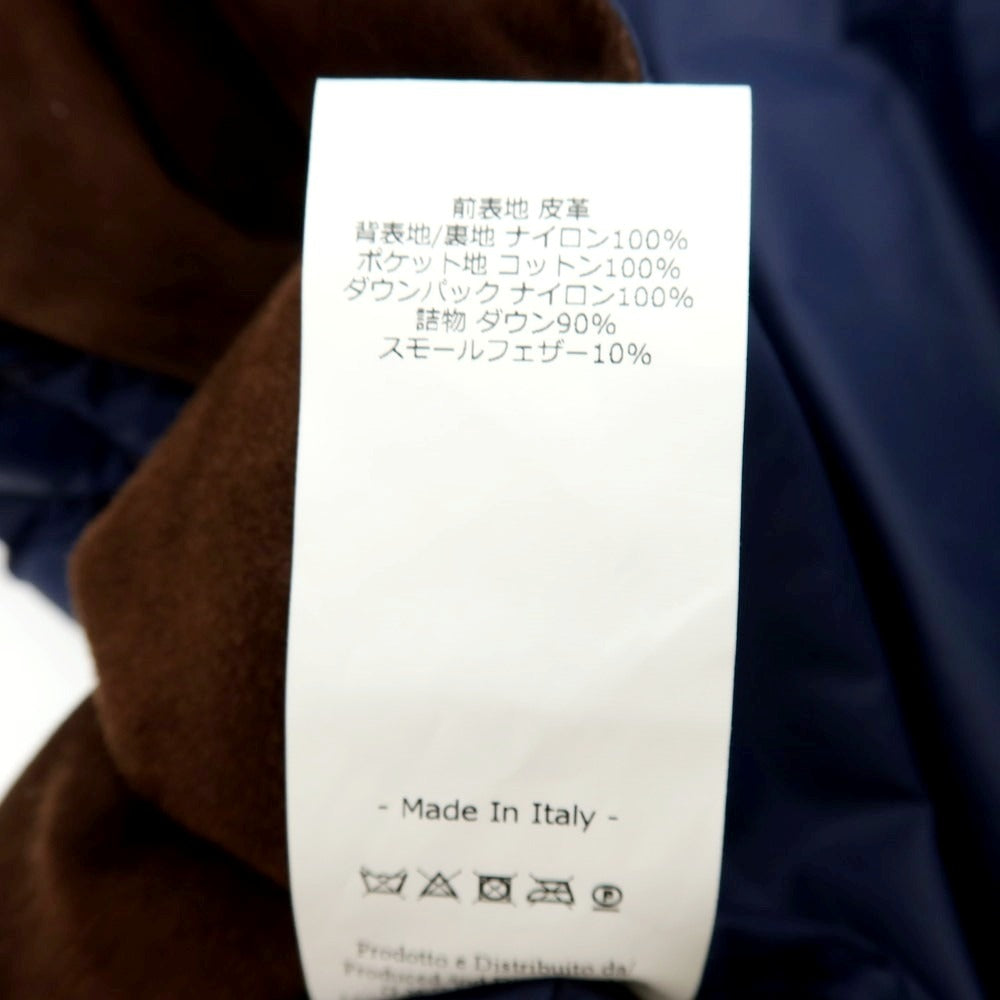 前表地 皮革
背表地/裏地 ナイロン100%
ポケット地 コットン100%
ダウンパック ナイロン100%
詰物 ダウン90%
スモールフェザー10%
- Made In Italy -
P
Prodotto e Distribuito da/
Produced and